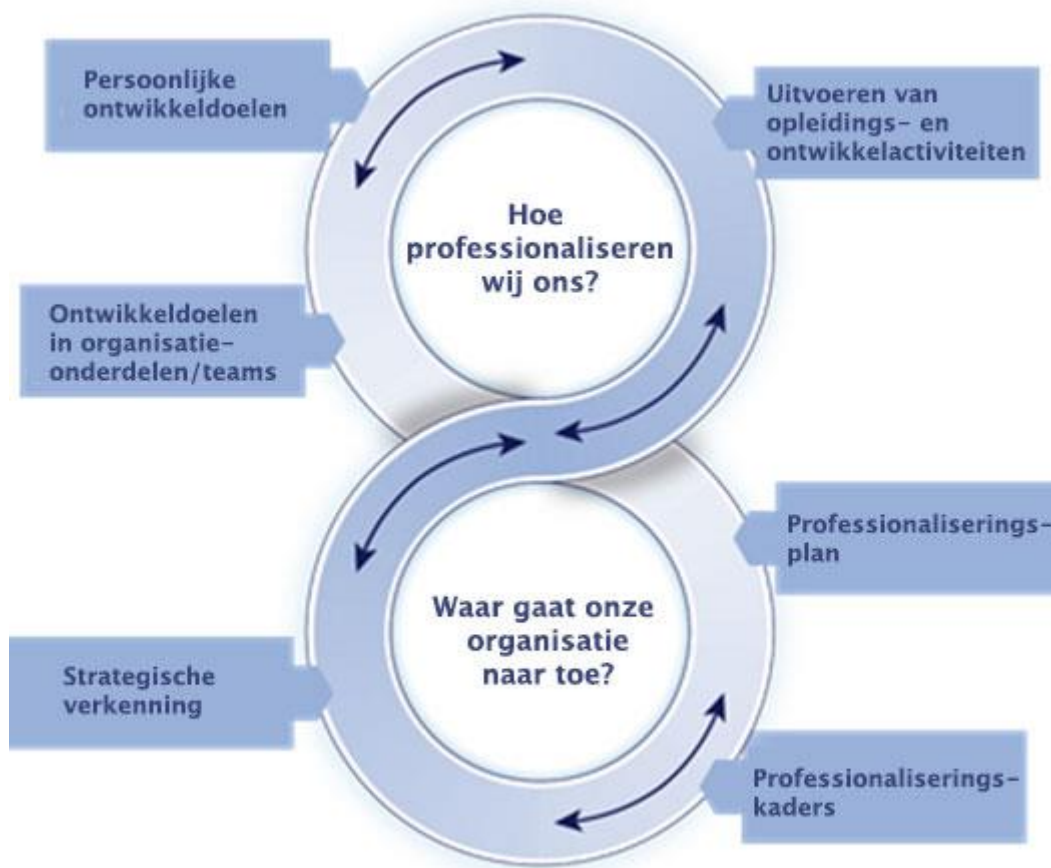 Persoonlijke
ontwikkeldoelen
Uitvoeren van
opleidings- en
ontwikkelactiviteiten
Hoe
professionaliseren
wij ons?
Ontwikkeldoelen
in organisatie-
onderdelen/teams
Professionaliserings-
plan
Waar gaat onze
organisatie
naar toe?
Strategische
verkenning
Professionaliserings-
kaders